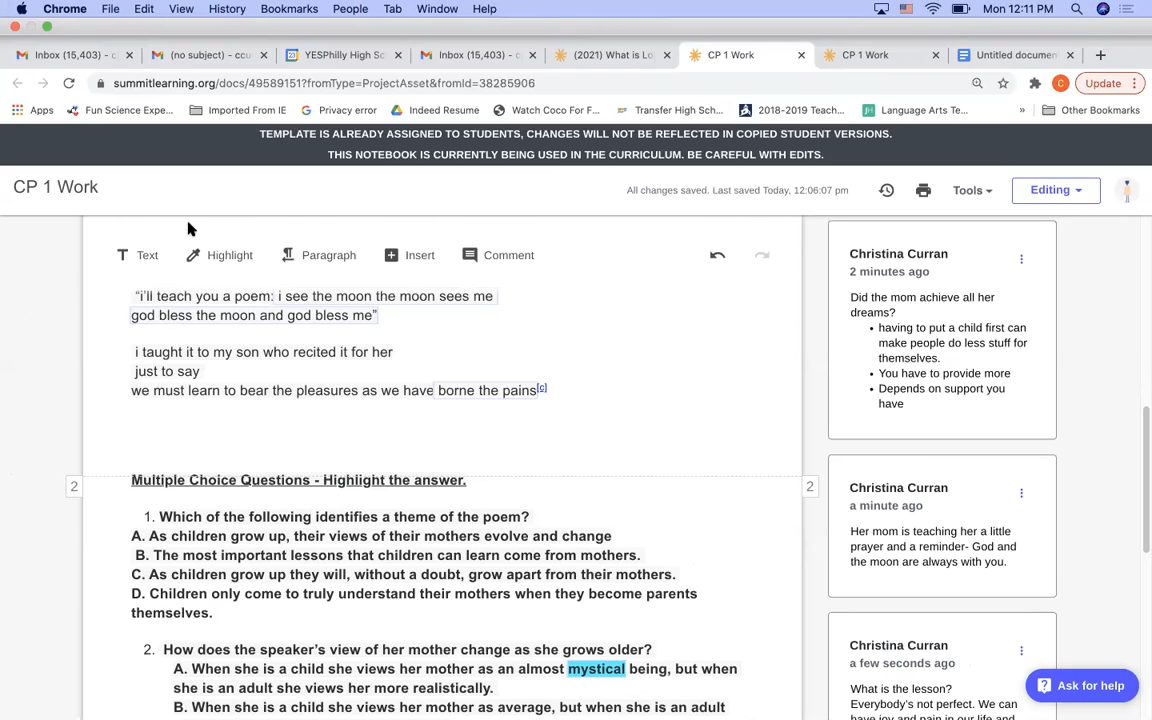 Chrome File Edit View History Bookmarks People Tab Window Help Mon 12:11 PM
Inbox (15,403) - c
(no subject) - ccu
YESPhilly High Sc
Inbox (15,403) - c
(2021) What is Lo
CP 1 Work
CP 1 Work
Untitled documen
summitlearning.org/docs/49589151?fromType=ProjectAsset&fromId=38285906
C Update
Apps Fun Science Expe... Imported From IE Privacy error Indeed Resume Watch Coco For F... Transfer High Sc... 2018-2019 Teach... Language Arts Te... » Other Bookmarks
TEMPLATE IS ALREADY ASSIGNED TO STUDENTS, CHANGES WILL NOT BE REFLECTED IN COPIED STUDENT VERSIONS.
THIS NOTEBOOK IS CURRENTLY BEING USED IN THE CURRICULUM. BE CAREFUL WITH EDITS.
CP 1 Work
All changes saved. Last saved Today, 12:06:07 pm
Tools
Editing
Text Highlight Paragraph Insert Comment
“i’ll teach you a poem: i see the moon the moon sees me
god bless the moon and god bless me”
i taught it to my son who recited it for her
just to say
we must learn to bear the pleasures as we have borne the pains[c]
2 2
Multiple Choice Questions - Highlight the answer.
1. Which of the following identifies a theme of the poem?
A. As children grow up, their views of their mothers evolve and change
B. The most important lessons that children can learn come from mothers.
C. As children grow up they will, without a doubt, grow apart from their mothers.
D. Children only come to truly understand their mothers when they become parents
themselves.
2. How does the speaker’s view of her mother change as she grows older?
A. When she is a child she views her mother as an almost mystical being, but when
she is an adult she views her more realistically.
B. When she views her mother as average, but when she is an adult
Christina Curran
2 minutes ago
Did the mom achieve all her
dreams?
• having to put a child first can
make people do less stuff for
themselves.
• You have to provide more
• Depends on support you
have
Christina Curran
a minute ago
Her mom is teaching her a little
prayer and a reminder- God and
the moon are always with you.
Christina Curran
a few seconds ago
What is the lesson?
Everybody’s not perfect. We can
have joy and pain in our life and
Ask for help